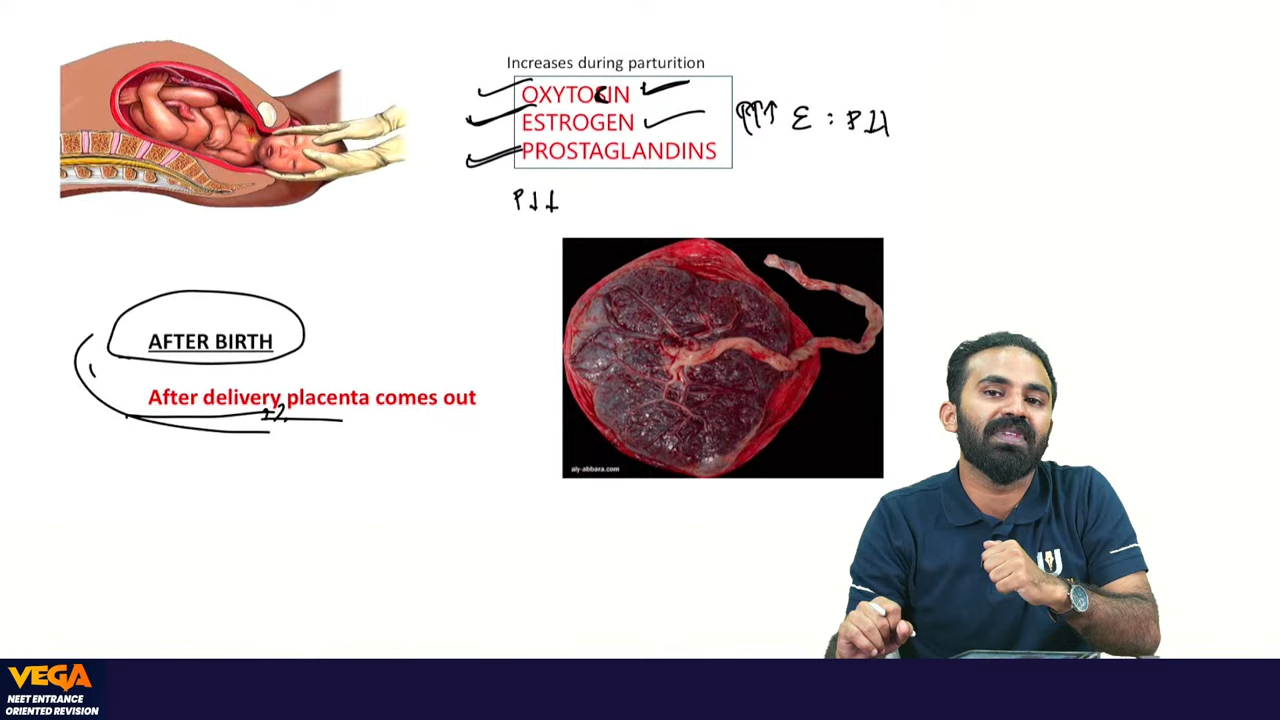 Increases during parturition
OXYTOCIN
ESTROGEN
PROSTAGLANDINS
↑↑↑ E : P↓↓
P↓↓
AFTER BIRTH
After delivery placenta comes out
aly-abbara.com
VEGA
NEET ENTRANCE
ORIENTED REVISION